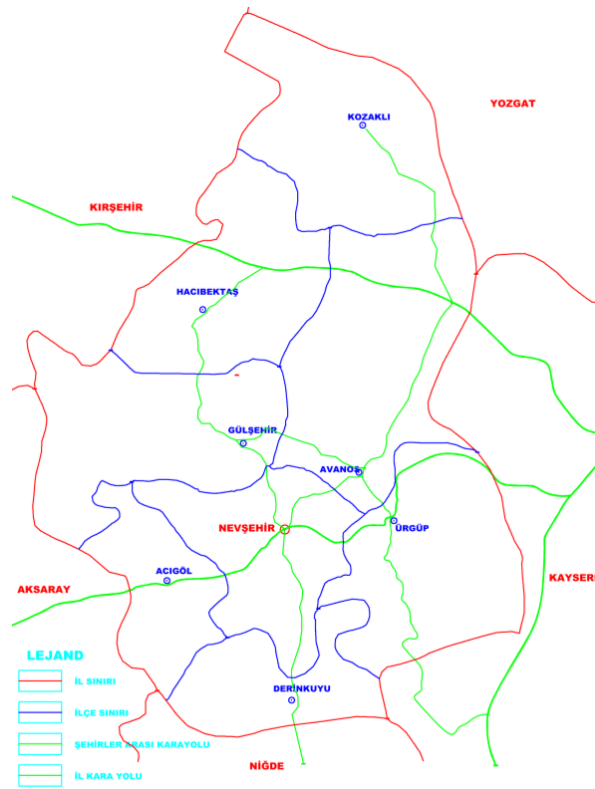 KOZAKLI
YOZGAT
KIRŞEHİR
HACIBEKTAŞ
GÜLŞEHİR
AVANOS
NEVŞEHİR
ÜRGÜP
ACIGÖL
AKSARAY
KAYSERİ
LEJAND
İL SINIRI
DERİNKUYU
İLÇE SINIRI
ŞEHİRLER ARASI KARAYOLU
NİĞDE
İL KARA YOLU